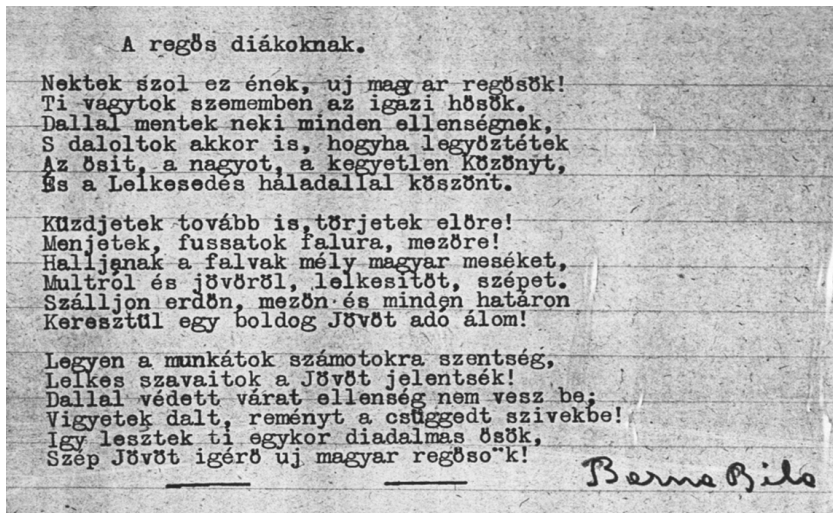 A regös diákoknak.
Nektek szol ez ének, uj magyar regösök!
Ti vagytok szememben az igazi hösök.
Dallal mentek neki minden ellenségnek,
S daloltok akkor is, hogyha legyöztétek
Az ösit, a nagyot, a kegyetlen Közönyt,
És a Lelkesedés háladallal köszönt.
Küzdjetek tovább is,törjetek elöre!
Menjetek, fussatok falura, mezöre!
Halljanak a falvak mély magyar meséket,
Multról és jövöröl, lelkesitöt, szépet.
Szálljon erdön, mezön és minden határon
Keresztül egy boldog Jövöt adó álom!
Legyen a munkátok számotokra szentség,
Lelkes szavaitok a Jövöt jelentsék!
Dallal védett várat ellenség nem vesz be;
Vigyetek dalt, reményt a csüggedt szivekbe!
Igy lesztek ti egykor diadalmas ösök,
Szép Jövöt igérö uj magyar regöso¨k!
Barna Béla